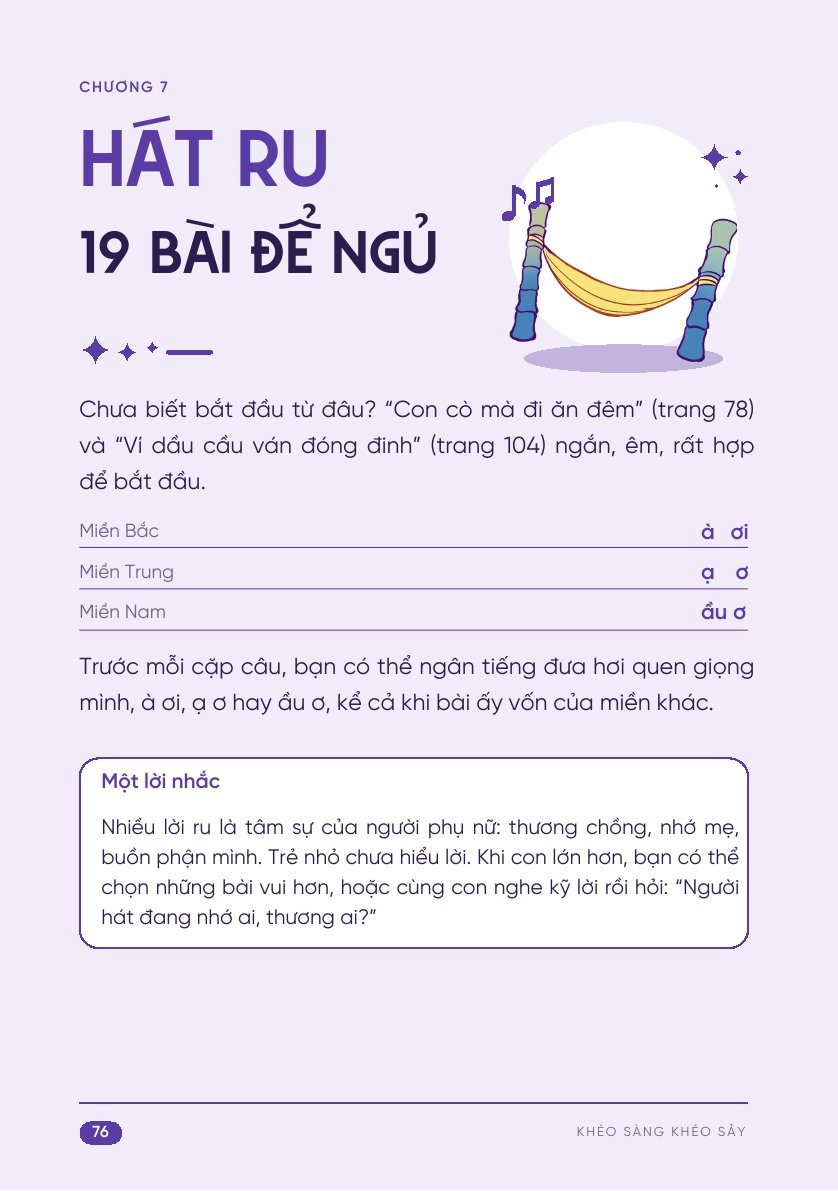 CHƯƠNG 7
HÁT RU
19 BÀI ĐỂ NGỦ
Chưa biết bắt đầu từ đâu? “Con cò mà đi ăn đêm” (trang 78)
và “Ví dầu cầu ván đóng đinh” (trang 104) ngắn, êm, rất hợp
để bắt đầu.
Miền Bắc à ơi
Miền Trung ạ ơ
Miền Nam ầu ơ
Trước mỗi cặp câu, bạn có thể ngân tiếng đưa hơi quen giọng
mình, à ơi, ạ ơ hay ầu ơ, kể cả khi bài ấy vốn của miền khác.
Một lời nhắc
Nhiều lời ru là tâm sự của người phụ nữ: thương chồng, nhớ mẹ,
buồn phận mình. Trẻ nhỏ chưa hiểu lời. Khi con lớn hơn, bạn có thể
chọn những bài vui hơn, hoặc cùng con nghe kỹ lời rồi hỏi: “Người
hát đang nhớ ai, thương ai?”
76
KHÉO SÀNG KHÉO SẢY